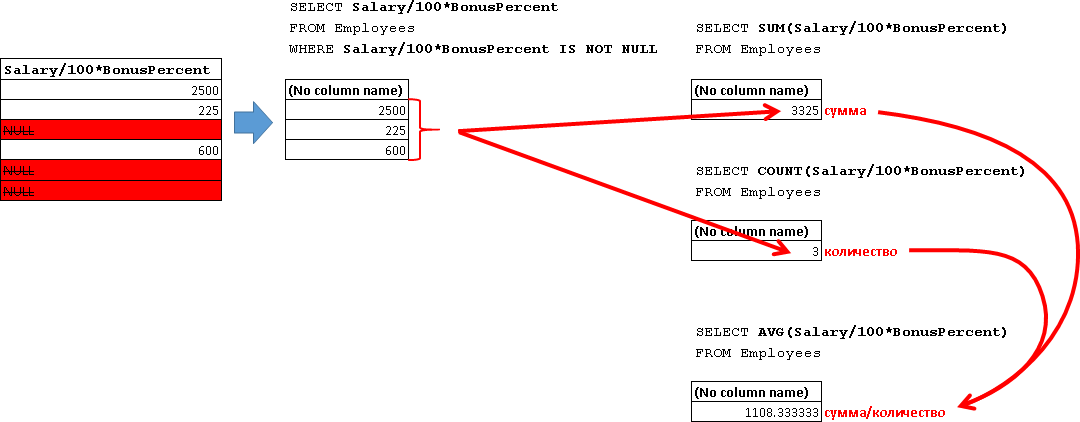 SELECT Salary/100*BonusPercent
FROM Employees
WHERE Salary/100*BonusPercent IS NOT NULL
Salary/100*BonusPercent
2500
225
NULL
600
NULL
NULL
(No column name)
2500
225
600
SELECT SUM(Salary/100*BonusPercent)
FROM Employees
(No column name)
3325 сумма
SELECT COUNT(Salary/100*BonusPercent)
FROM Employees
(No column name)
3 количество
SELECT AVG(Salary/100*BonusPercent)
FROM Employees
(No column name)
1108.333333 сумма/количество